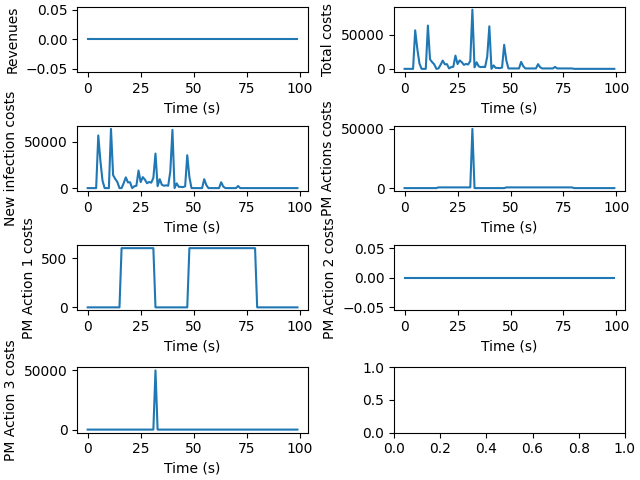 Revenues
0.05
0.00
−0.05
0 25 50 75 100
Time (s)
Total costs
50000
0
0 25 50 75 100
Time (s)
New infection costs
50000
0
0 25 50 75 100
Time (s)
PM Actions costs
50000
0
0 25 50 75 100
Time (s)
PM Action 1 costs
500
0
0 25 50 75 100
Time (s)
PM Action 2 costs
0.05
0.00
−0.05
0 25 50 75 100
Time (s)
PM Action 3 costs
50000
0
0 25 50 75 100
Time (s)
1.0
0.5
0.0
0.0 0.2 0.4 0.6 0.8 1.0